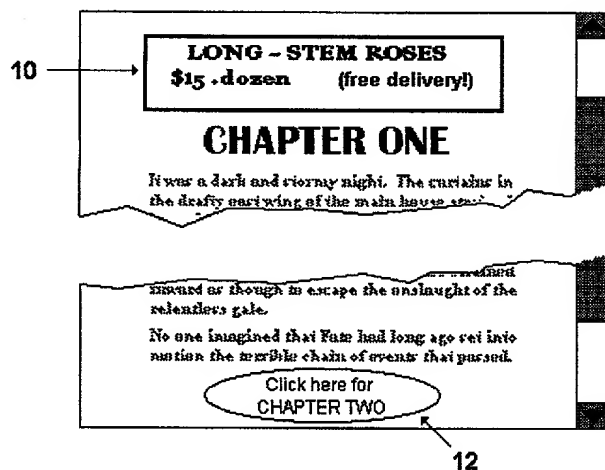 LONG - STEM ROSES
10
$15 .dozen (free delivery!)
CHAPTER ONE
It was a dark and stormy night. The curtains in
the drafty east wing of the main house
inward as though to escape the onslaught of the
relentless gale.
No one imagined that Fate had long ago set into
motion the terrible chain of events that
Click here for
CHAPTER TWO
12